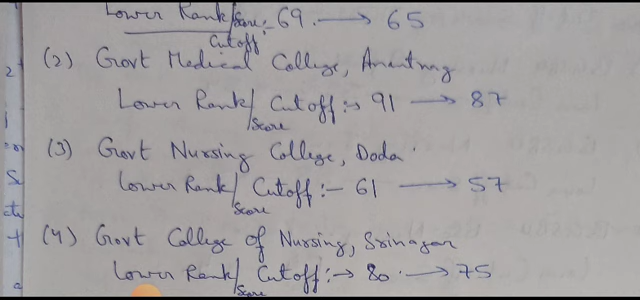 Lower Rank/Score :- 69. → 65
Cutoff
(2) Govt Medical College, Anantnag
Lower Rank/ Cutoff :→ 91 → 87
Score
(3) Govt Nursing College, Doda
Lower Rank/ Cutoff :- 61 → 57
Score
(4) Govt College of Nursing, Srinagar
Lower Rank/ Cutoff :→ 80. → 75
Score